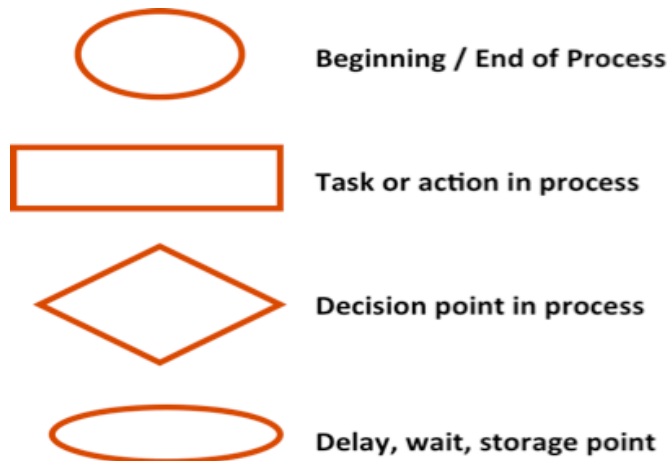 Beginning / End of Process
Task or action in process
Decision point in process
Delay, wait, storage point